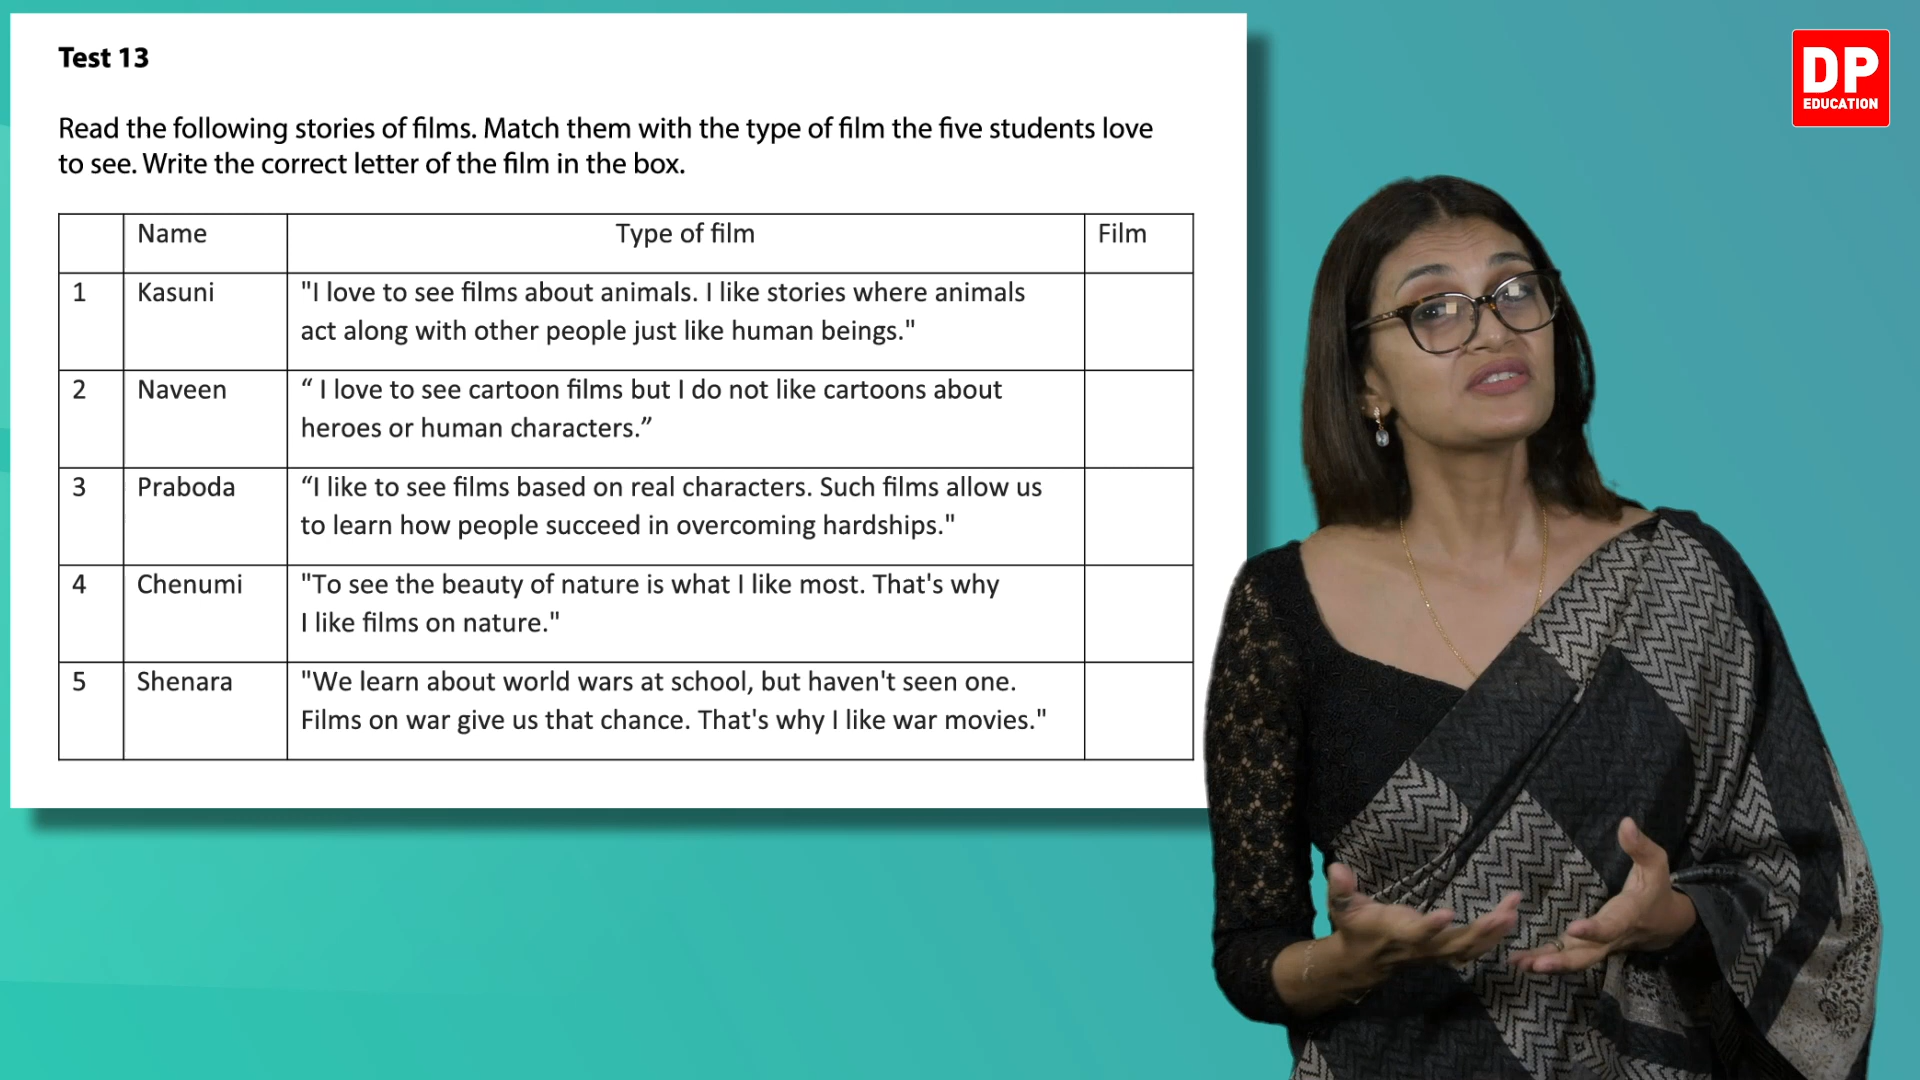 Test 13
Read the following stories of films. Match them with the type of film the five students love
to see. Write the correct letter of the film in the box.
Name Type of film Film
1 Kasuni "I love to see films about animals. I like stories where animals
act along with other people just like human beings."
2 Naveen “ I love to see cartoon films but I do not like cartoons about
heroes or human characters.”
3 Praboda “I like to see films based on real characters. Such films allow us
to learn how people succeed in overcoming hardships."
4 Chenumi "To see the beauty of nature is what I like most. That's why
I like films on nature."
5 Shenara "We learn about world wars at school, but haven't seen one.
Films on war give us that chance. That's why I like war movies."
DP
EDUCATION